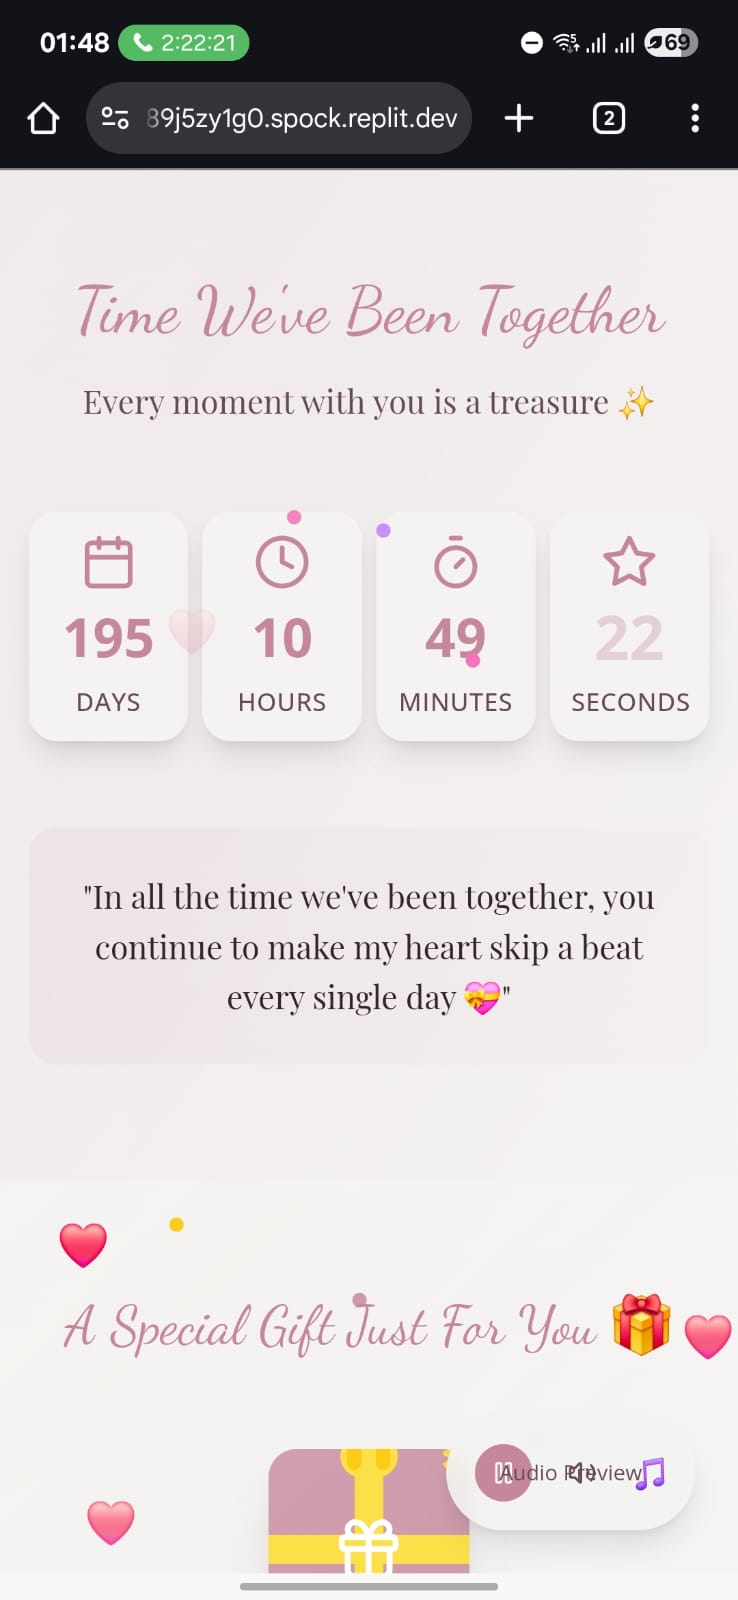 01:48 2:22:21 69
89j5zy1g0.spock.replit.dev 2
Time We've Been Together
Every moment with you is a treasure ✨
195 10 49 22
DAYS HOURS MINUTES SECONDS
"In all the time we've been together, you
continue to make my heart skip a beat
every single day 💝"
A Special Gift Just For You 🎁
Audio Preview 🎵